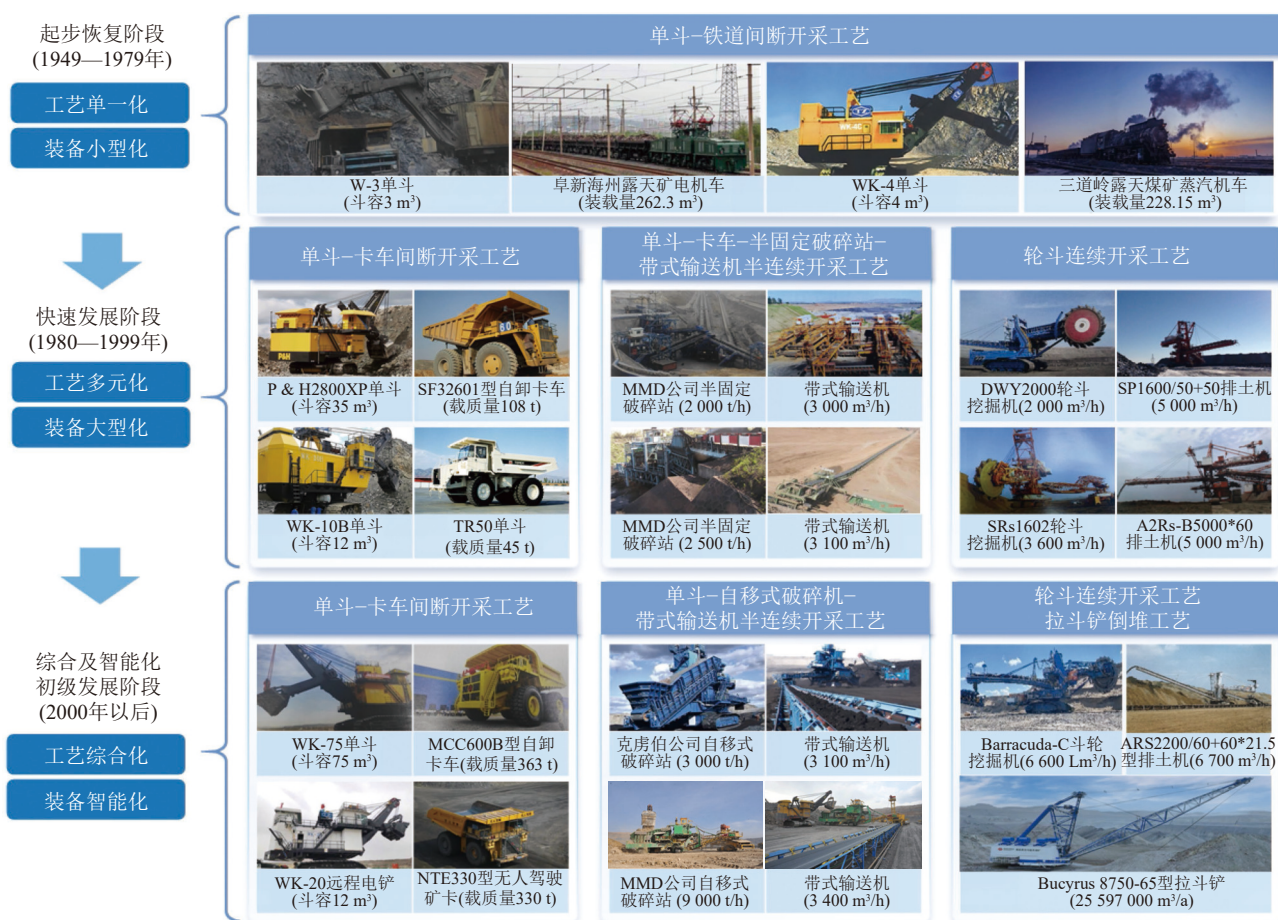 起步恢复阶段
(1949—1979年)
工艺单一化
装备小型化
单斗–铁道间断开采工艺
WK-4C
W-3单斗
(斗容3 m³)
阜新海州露天矿电机车
(装载量262.3 m³)
WK-4单斗
(斗容4 m³)
三道岭露天煤矿蒸汽机车
(装载量228.15 m³)
快速发展阶段
(1980—1999年)
工艺多元化
装备大型化
单斗–卡车间断开采工艺
P&H
60
P & H2800XP单斗
(斗容35 m³)
SF32601型自卸卡车
(载质量108 t)
WK-10B单斗
(斗容12 m³)
TR50单斗
(载质量45 t)
单斗–卡车–半固定破碎站–
带式输送机半连续开采工艺
MMD公司半固定
破碎站 (2 000 t/h)
带式输送机
(3 000 m³/h)
MMD公司半固定
破碎站 (2 500 t/h)
带式输送机
(3 100 m³/h)
轮斗连续开采工艺
DWY2000轮斗
挖掘机(2 000 m³/h)
SP1600/50+50排土机
(5 000 m³/h)
SRs1602轮斗
挖掘机(3 600 m³/h)
A2Rs-B5000*60
排土机(5 000 m³/h)
综合及智能化
初级发展阶段
(2000年以后)
工艺综合化
装备智能化
单斗–卡车间断开采工艺
WK-75单斗
(斗容75 m³)
MCC600B型自卸
卡车(载质量363 t)
WK-20远程电铲
(斗容12 m³)
NTE330型无人驾驶
矿卡(载质量330 t)
单斗–自移式破碎机–
带式输送机半连续开采工艺
克虏伯公司自移式
破碎站 (3 000 t/h)
带式输送机
(3 100 m³/h)
MMD公司自移式
破碎站 (9 000 t/h)
带式输送机
(3 400 m³/h)
轮斗连续开采工艺
拉斗铲倒堆工艺
Barracuda-C斗轮
挖掘机(6 600 Lm³/h)
ARS2200/60+60*21.5
型排土机(6 700 m³/h)
Bucyrus 8750-65型拉斗铲
(25 597 000 m³/a)